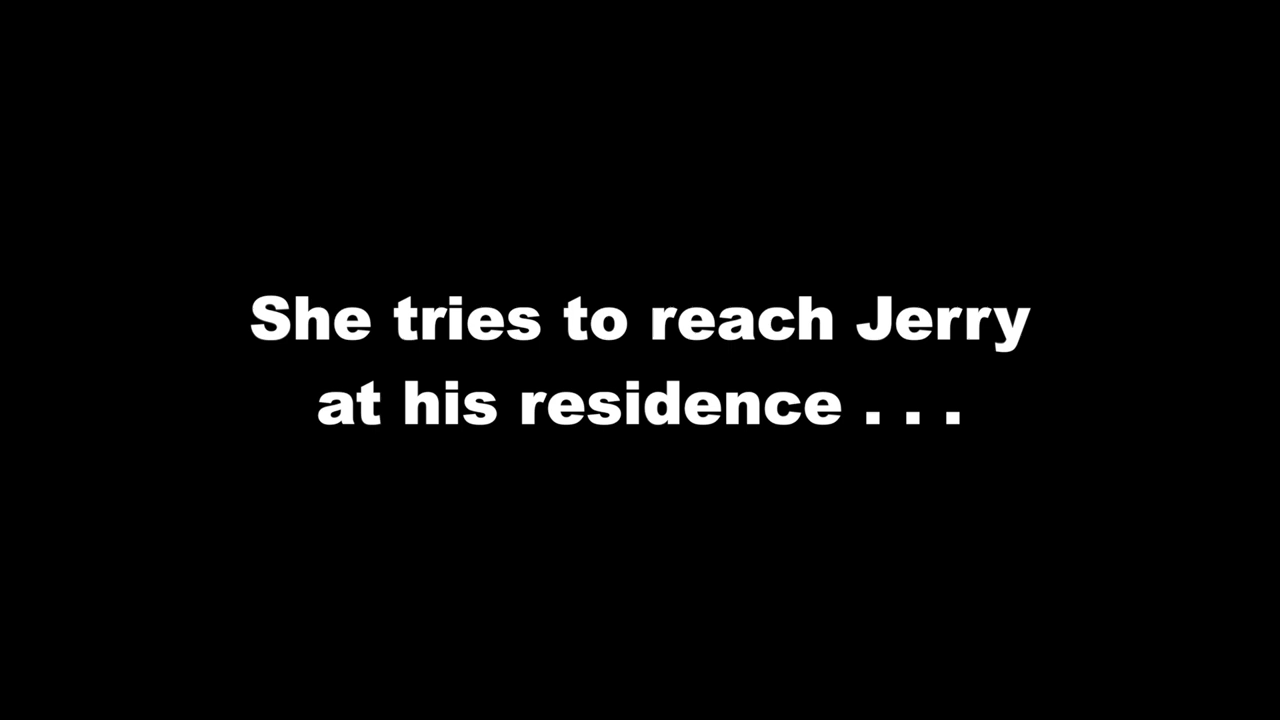 She tries to reach Jerry
at his residence . . .